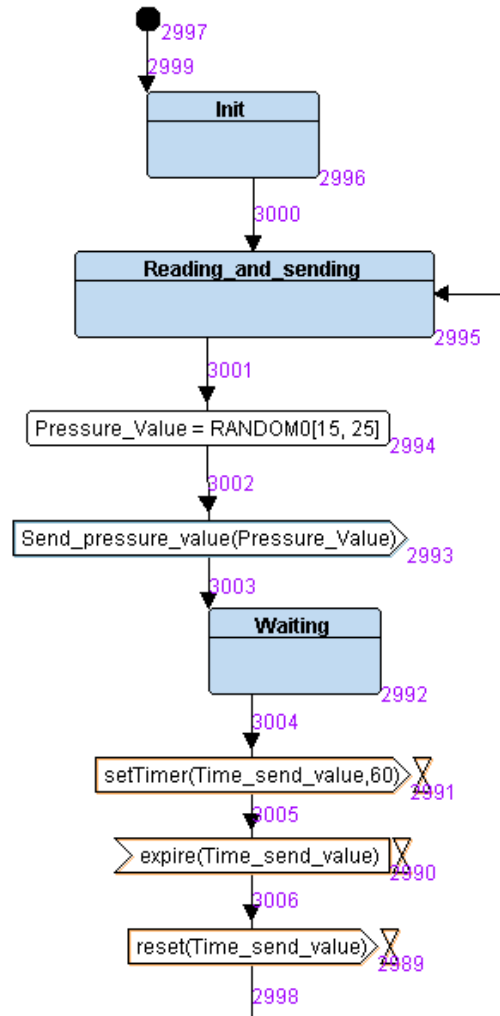 2997
2999
Init
2996
3000
Reading_and_sending
2995
3001
Pressure_Value = RANDOM0[15, 25]
2994
3002
Send_pressure_value(Pressure_Value)
2993
3003
Waiting
2992
3004
setTimer(Time_send_value,60)
2991
3005
expire(Time_send_value)
2990
3006
reset(Time_send_value)
2989
2998